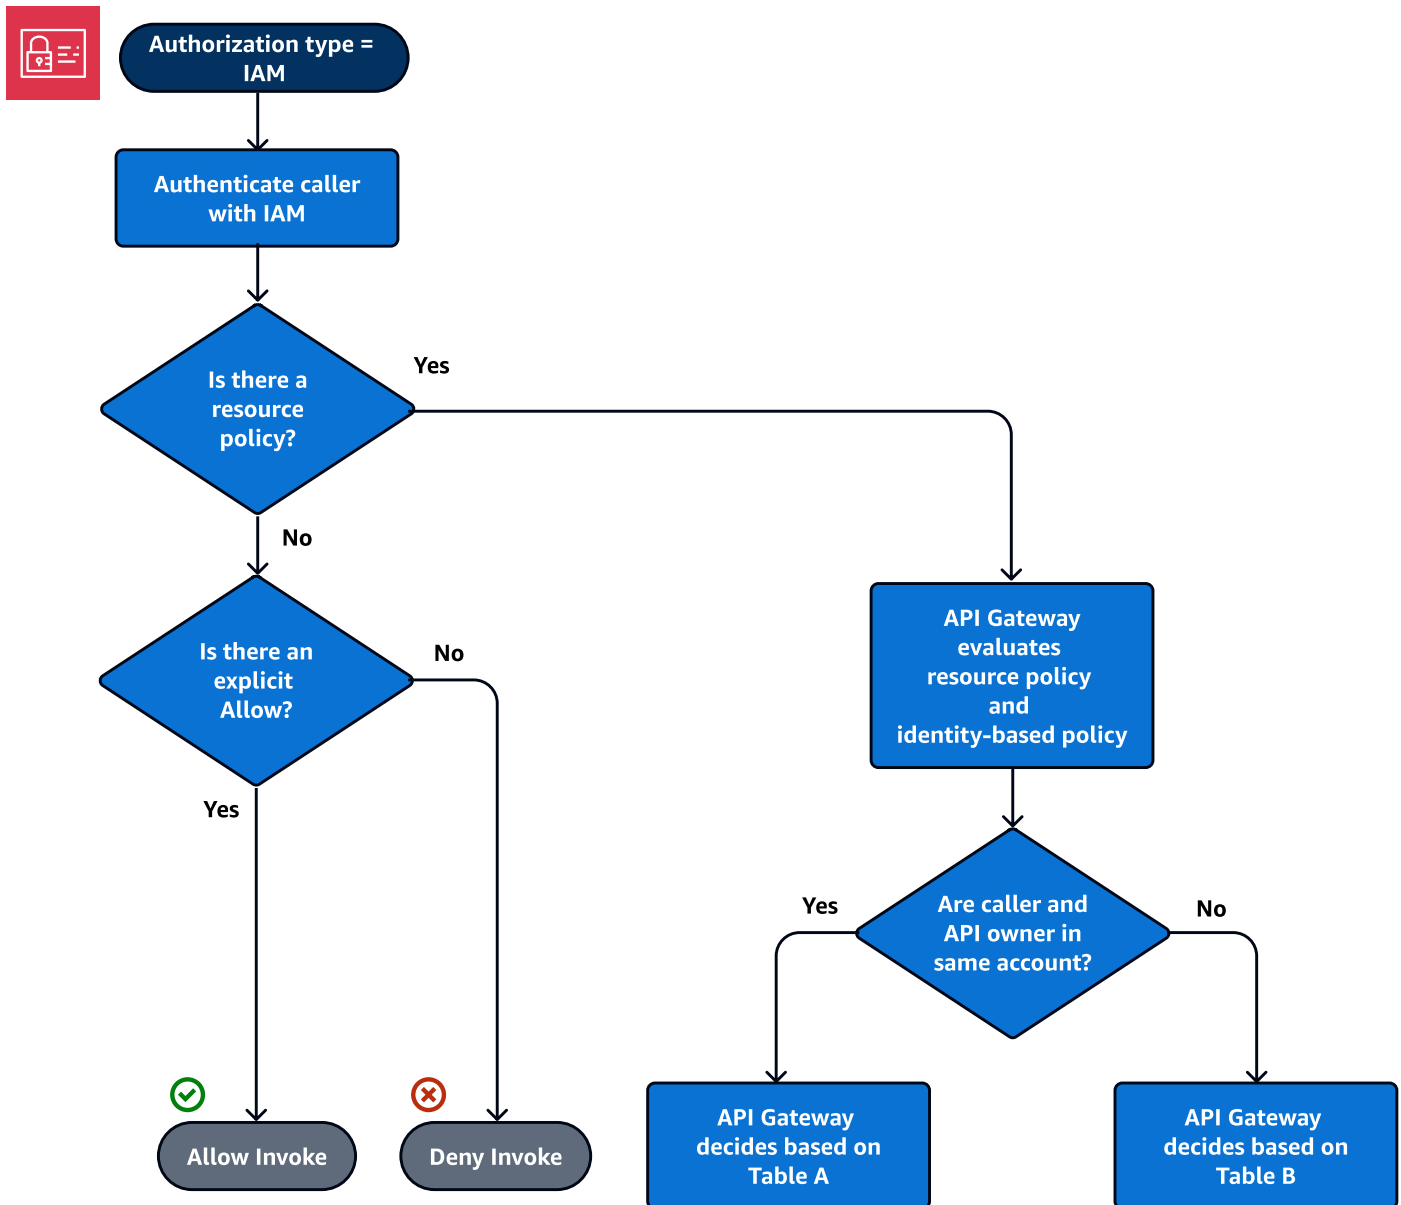 Authorization type =
IAM
Authenticate caller
with IAM
Is there a
resource
policy?
Yes
No
Is there an
explicit
Allow?
No
Yes
Allow Invoke
Deny Invoke
API Gateway
evaluates
resource policy
and
identity-based policy
Are caller and
API owner in
same account?
Yes
No
API Gateway
decides based on
Table A
API Gateway
decides based on
Table B